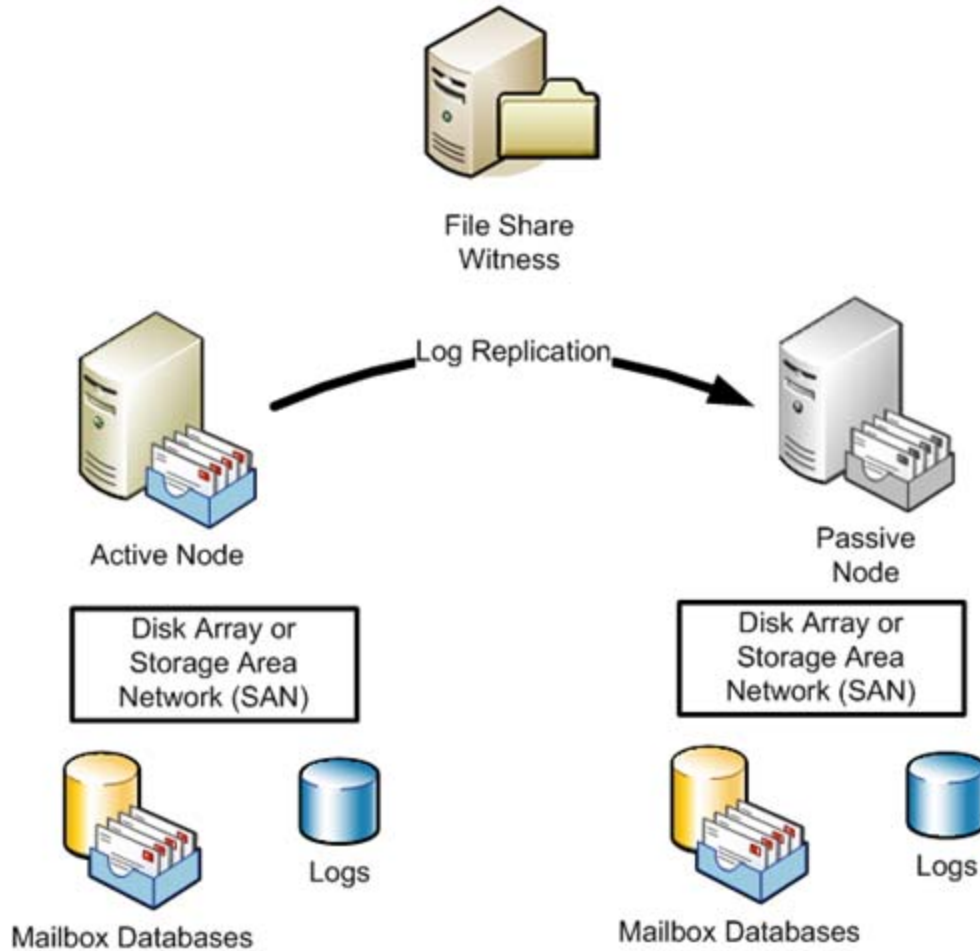 File Share
Witness
Log Replication
Active Node
Passive
Node
Disk Array or
Storage Area
Network (SAN)
Disk Array or
Storage Area
Network (SAN)
Logs
Mailbox Databases
Logs
Mailbox Databases